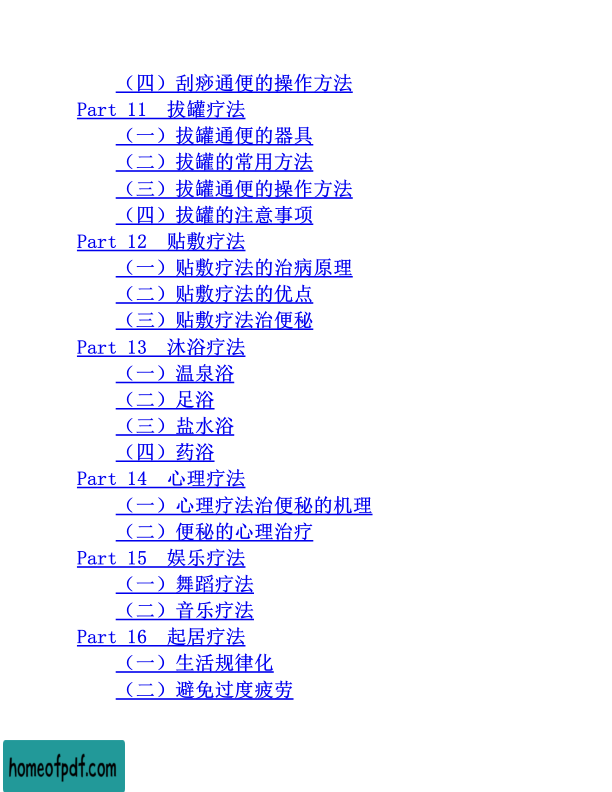 （四）刮痧通便的操作方法
Part 11 拔罐疗法
（一）拔罐通便的器具
（二）拔罐的常用方法
（三）拔罐通便的操作方法
（四）拔罐的注意事项
Part 12 贴敷疗法
（一）贴敷疗法的治病原理
（二）贴敷疗法的优点
（三）贴敷疗法治便秘
Part 13 沐浴疗法
（一）温泉浴
（二）足浴
（三）盐水浴
（四）药浴
Part 14 心理疗法
（一）心理疗法治便秘的机理
（二）便秘的心理治疗
Part 15 娱乐疗法
（一）舞蹈疗法
（二）音乐疗法
Part 16 起居疗法
（一）生活规律化
（二）避免过度疲劳
homeofpdf.com